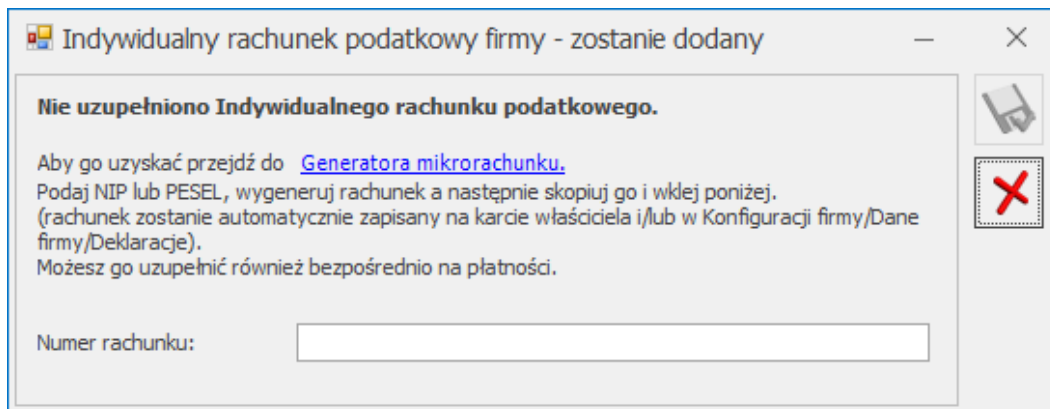 Indywidualny rachunek podatkowy firmy - zostanie dodany
Nie uzupełniono Indywidualnego rachunku podatkowego.
Aby go uzyskać przejdź do Generatora mikrorachunku.
Podaj NIP lub PESEL, wygeneruj rachunek a następnie skopiuj go i wklej poniżej.
(rachunek zostanie automatycznie zapisany na karcie właściciela i/lub w Konfiguracji firmy/Dane
firmy/Deklaracje).
Możesz go uzupełnić również bezpośrednio na płatności.
Numer rachunku: